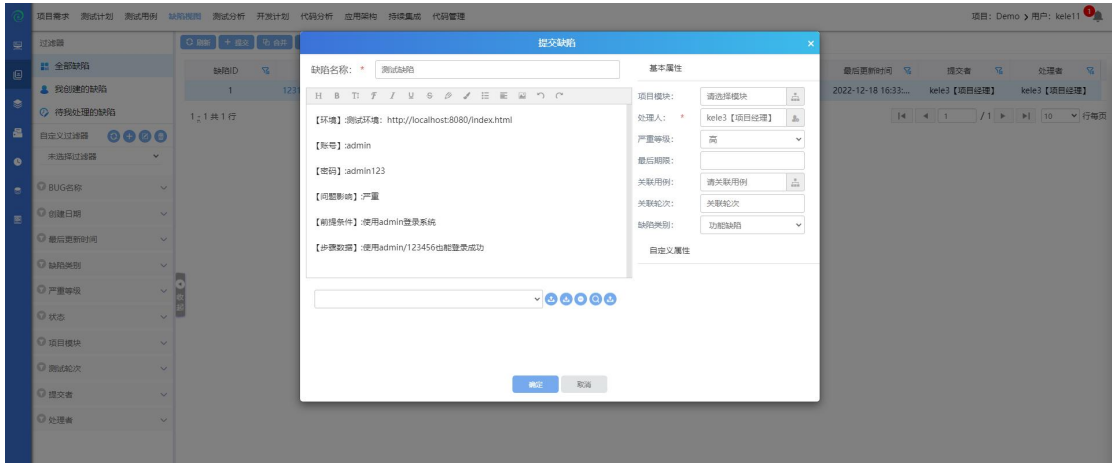 项目需求 测试计划 测试用例 缺陷视图 测试分析 开发计划 代码分析 应用架构 持续集成 代码管理 项目: Demo 用户: kele11 1
过滤器
刷新 + 提交 合并
全部缺陷
我创建的缺陷
待我处理的缺陷
自定义过滤器
未选择过滤器
BUG名称
创建日期
最后更新时间
缺陷类别
严重等级
状态
项目模块
测试轮次
提交者
处理者
收起
缺陷ID 最后更新时间 提交者 处理者
1 123 2022-12-18 16:33:... kele3【项目经理】 kele3【项目经理】
1 - 1 共 1 行 1 / 1 10 行每页
提交缺陷 ×
缺陷名称: * 测试缺陷
H B TI F I U S
【环境】:测试环境: http://localhost:8080/index.html
【账号】:admin
【密码】:admin123
【问题影响】:严重
【前提条件】:使用admin登录系统
【步骤数据】:使用admin/123456也能登录成功
基本属性
项目模块: 请选择模块
处理人: * kele3【项目经理】
严重等级: 高
最后期限:
关联用例: 请关联用例
关联轮次: 关联轮次
缺陷类别: 功能缺陷
自定义属性
确定 取消